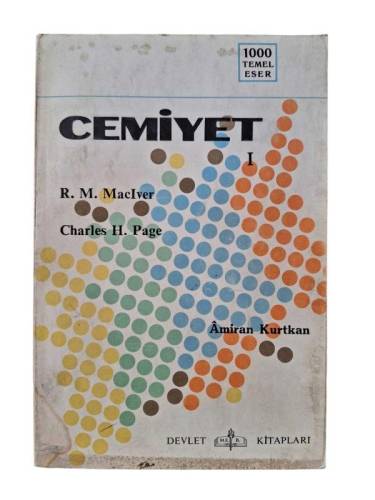 1000
TEMEL
ESER
CEMİYET
I
R. M. MacIver
Charles H. Page
Âmiran Kurtkan
DEVLET M.E.B. KİTAPLARI